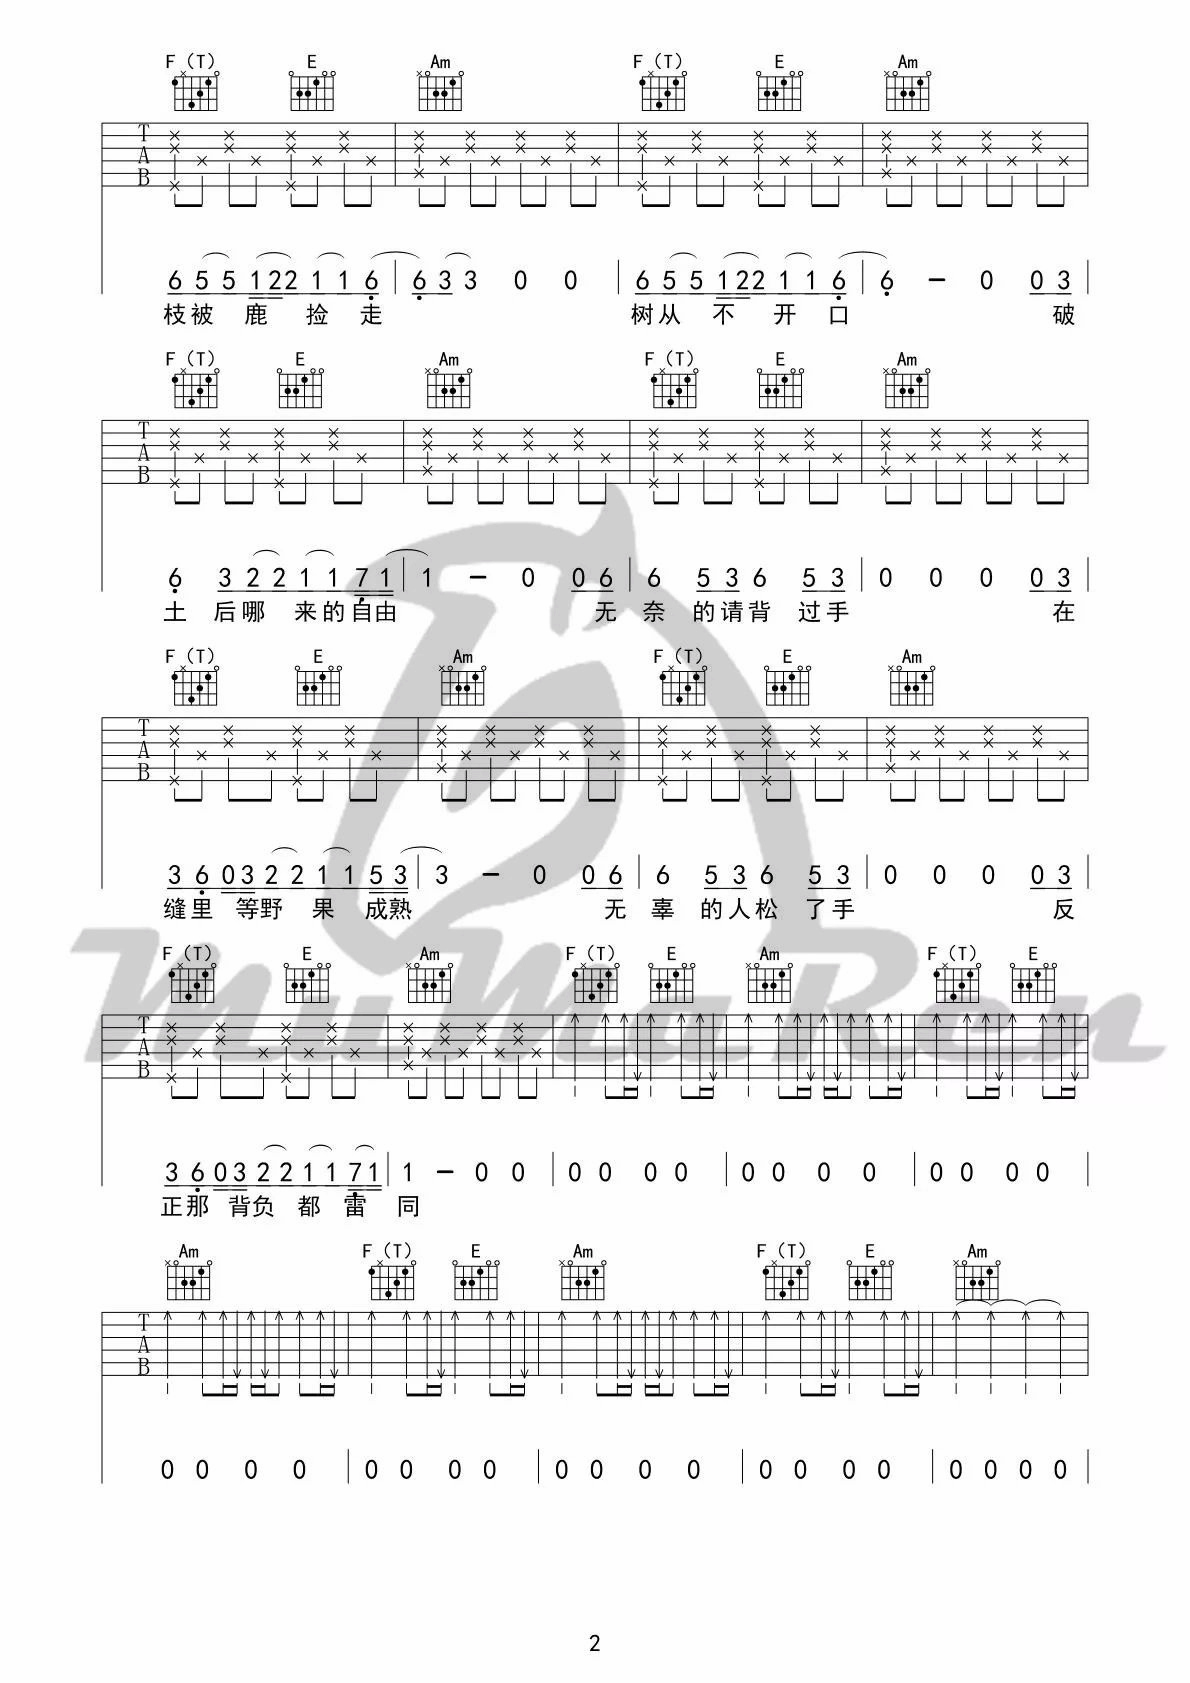 F（T） E Am F（T） E Am
T
A
B
6 5 5 1 2 2 1 1 6 6 3 3 0 0 6 5 5 1 2 2 1 1 6 6 － 0 0 3
枝被 鹿 捡 走 树从 不 开 口 破
F（T） E Am F（T） E Am
T
A
B
6 3 2 2 1 1 7 1 1 － 0 0 6 6 5 3 6 5 3 0 0 0 0 3
土 后哪 来的自由 无 奈 的请背 过手 在
F（T） E Am F（T） E Am
T
A
B
3 6 0 3 2 2 1 1 5 3 3 － 0 0 6 6 5 3 6 5 3 0 0 0 0 3
缝里 等野 果 成熟 无 辜 的人松 了手 反
F（T） E Am F（T） E Am F（T） E
T
A
B
3 6 0 3 2 2 1 1 7 1 1 － 0 0 0 0 0 0 0 0 0 0 0 0 0 0
正那 背负 都 雷 同
Am F（T） E Am F（T） E Am
T
A
B
0 0 0 0 0 0 0 0 0 0 0 0 0 0 0 0 0 0 0 0
MuMaRen
2